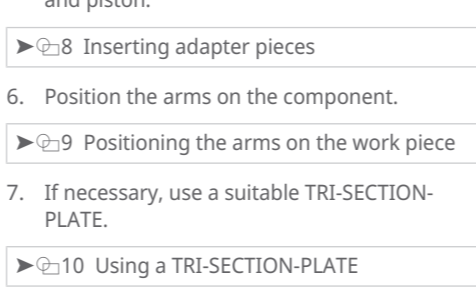 and piston.
➤8 Inserting adapter pieces
6. Position the arms on the component.
➤9 Positioning the arms on the work piece
7. If necessary, use a suitable TRI-SECTION-
PLATE.
➤10 Using a TRI-SECTION-PLATE